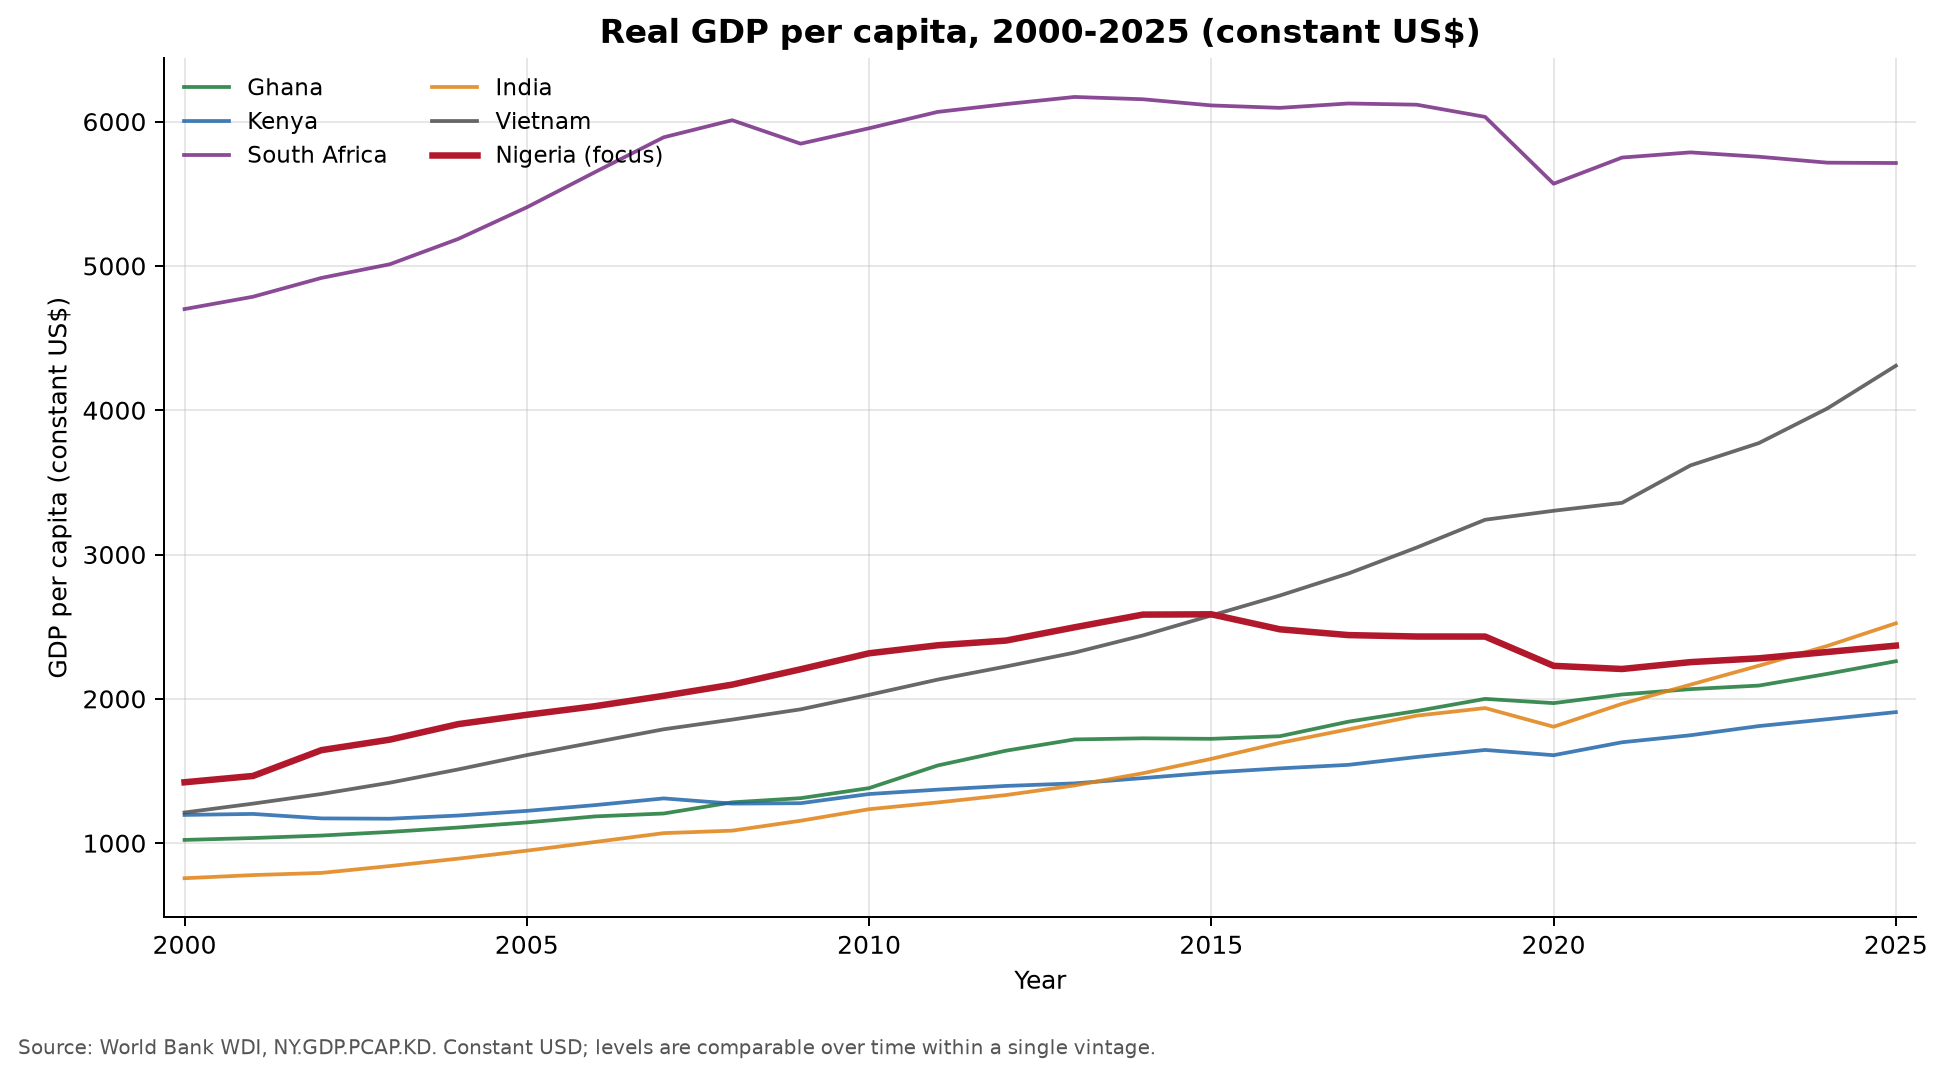 Real GDP per capita, 2000-2025 (constant US$)
Ghana
Kenya
South Africa
India
Vietnam
Nigeria (focus)
GDP per capita (constant US$)
6000
5000
4000
3000
2000
1000
2000 2005 2010 2015 2020 2025
Year
Source: World Bank WDI, NY.GDP.PCAP.KD. Constant USD; levels are comparable over time within a single vintage.